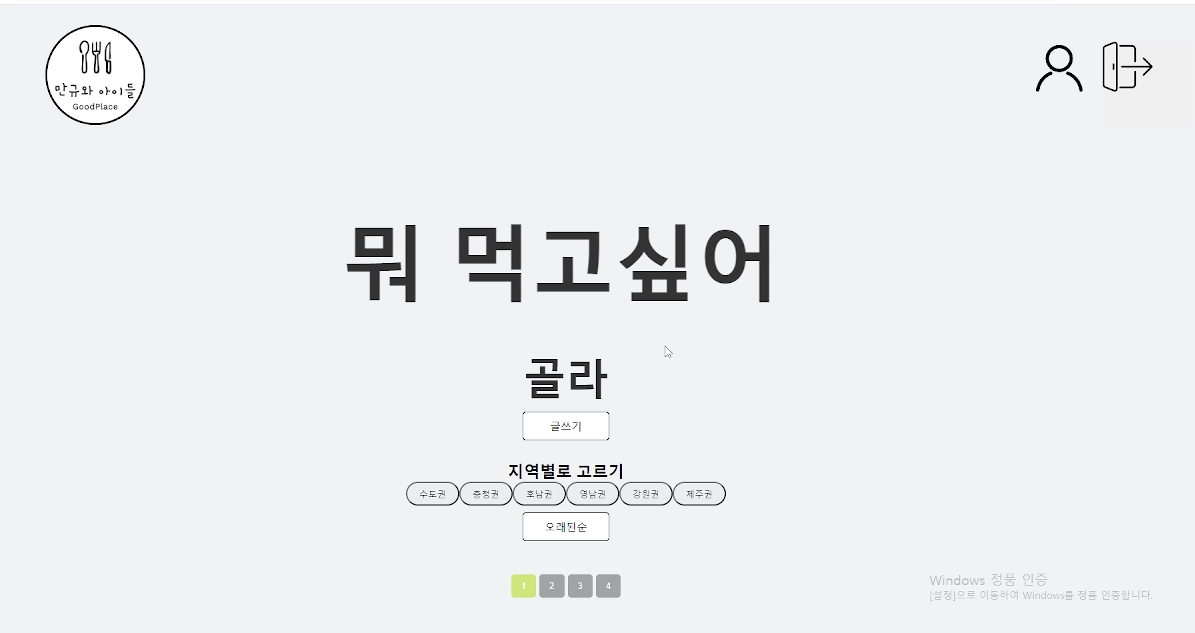 만규와 아이들
GoodPlace
뭐 먹고싶어
골라
글쓰기
지역별로 고르기
수도권 충청권 호남권 영남권 강원권 제주권
오래된순
1 2 3 4
Windows 정품 인증
[설정]으로 이동하여 Windows를 정품 인증합니다.